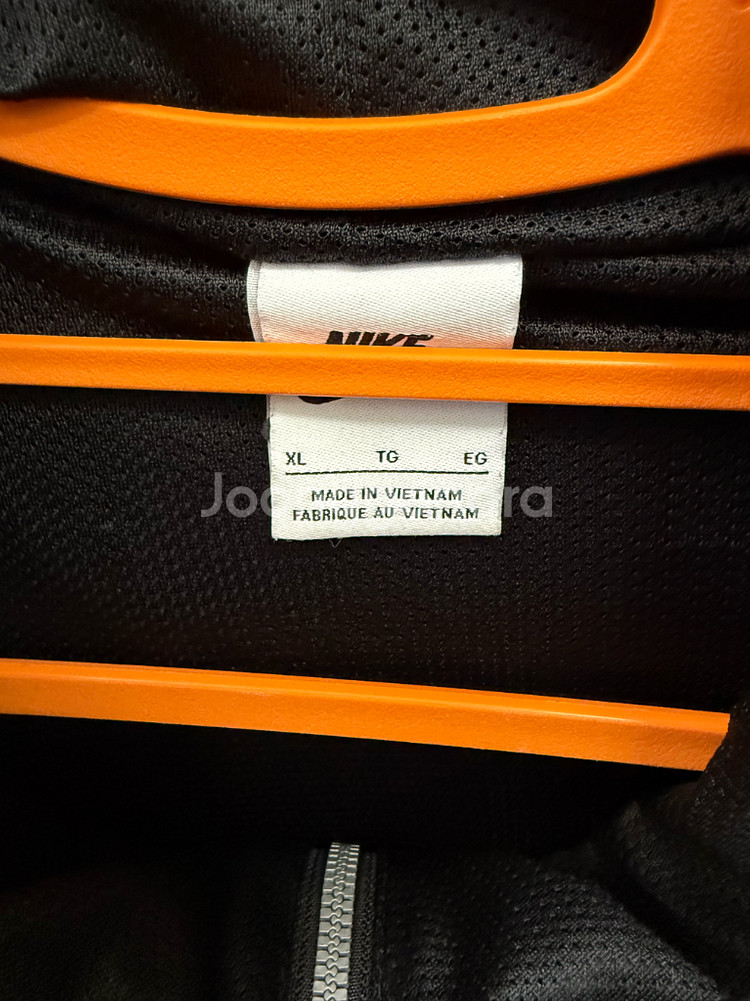 NIKE
XL TG EG
MADE IN VIETNAM
FABRIQUE AU VIETNAM